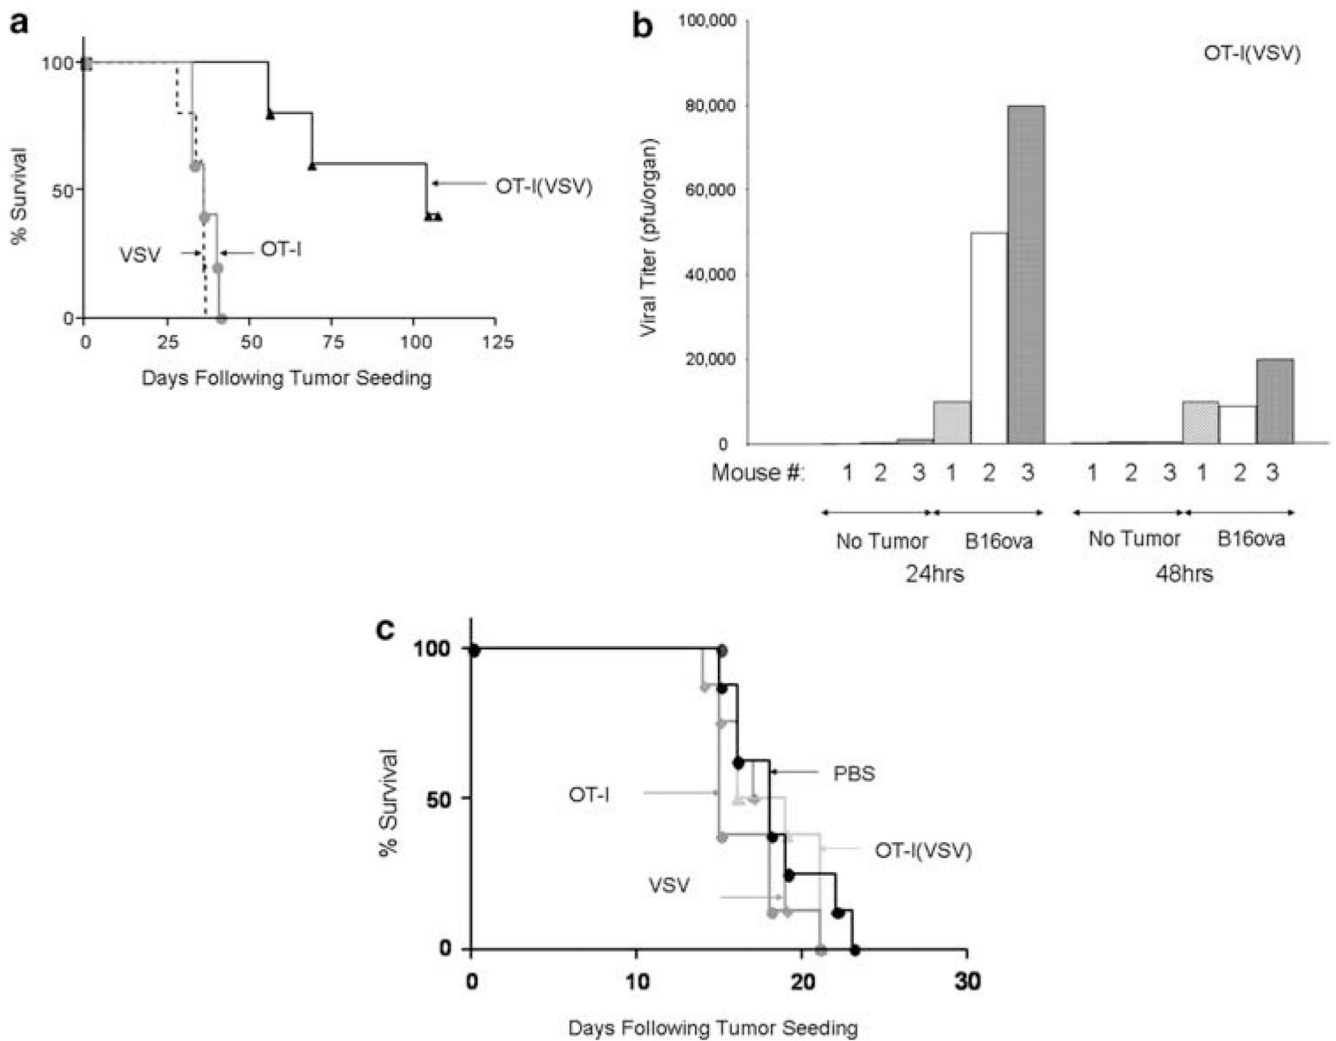 a
100
50
0
% Survival
VSV
OT-I
OT-I(VSV)
0 25 50 75 100 125
Days Following Tumor Seeding
b
100,000
80,000
60,000
40,000
20,000
0
Viral Titer (pfu/organ)
OT-I(VSV)
Mouse #: 1 2 3 1 2 3 1 2 3 1 2 3
No Tumor B16ova No Tumor B16ova
24hrs 48hrs
c
100
50
0
% Survival
PBS
OT-I
OT-I(VSV)
VSV
0 10 20 30
Days Following Tumor Seeding